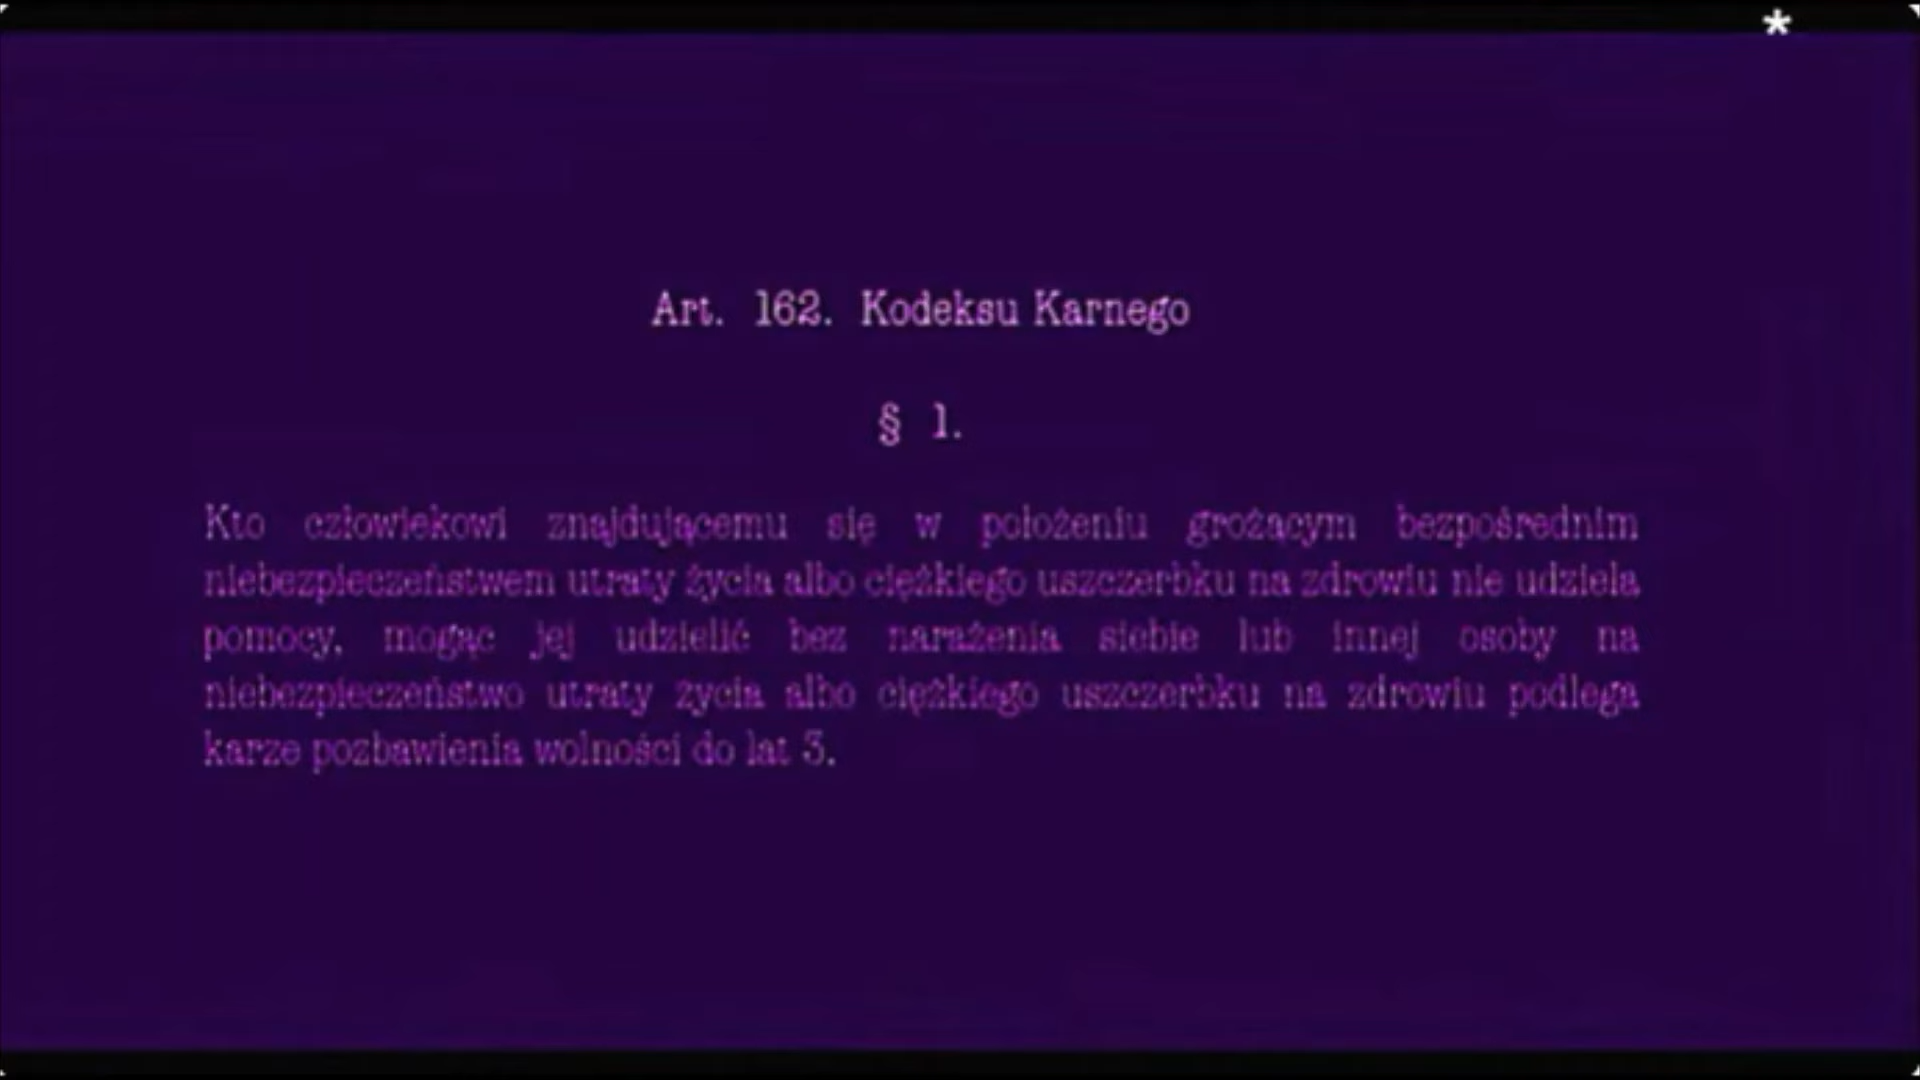 *
Art. 162. Kodeksu Karnego
§ 1.
Kto człowiekowi znajdującemu się w położeniu grożącym bezpośrednim
niebezpieczeństwem utraty życia albo ciężkiego uszczerbku na zdrowiu nie udziela
pomocy, mogąc jej udzielić bez narażenia siebie lub innej osoby na
niebezpieczeństwo utraty życia albo ciężkiego uszczerbku na zdrowiu podlega
karze pozbawienia wolności do lat 3.